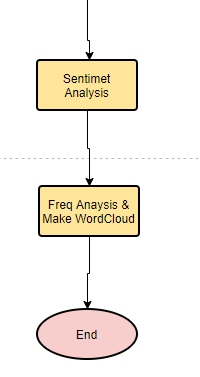 Sentimet
Analysis
Freq Anaysis &
Make WordCloud
End